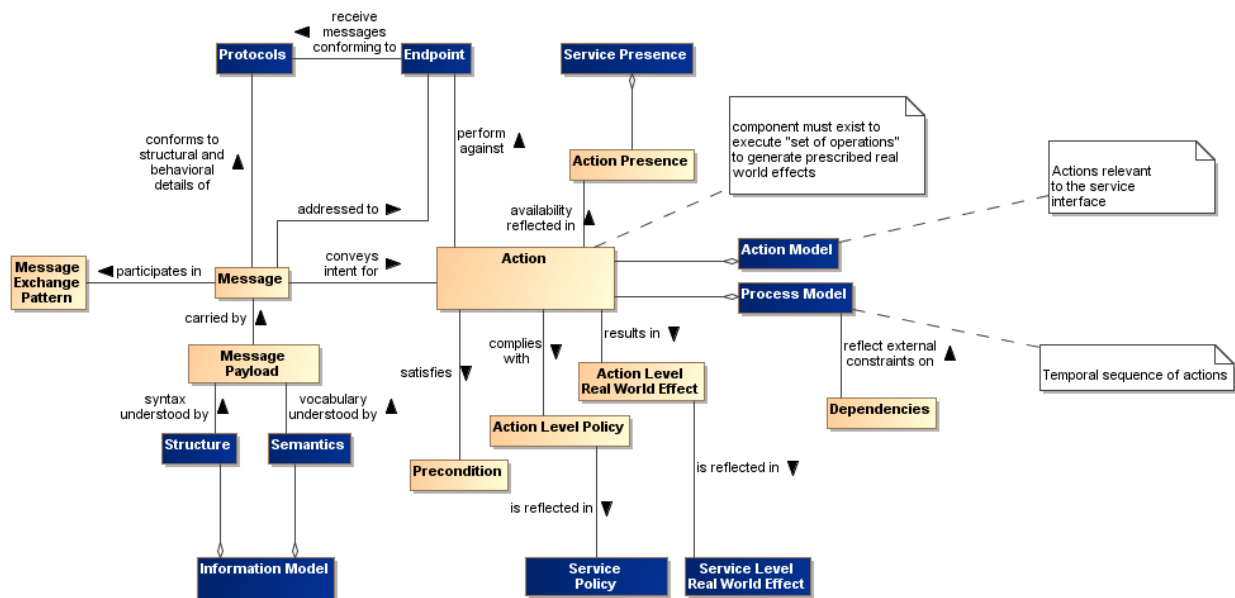 receive
messages
conforming to
Protocols
Endpoint
Service Presence
conforms to
structural and
behavioral
details of
perform
against
Action Presence
component must exist to
execute "set of operations"
to generate prescribed real
world effects
Actions relevant
to the service
interface
addressed to
availability
reflected in
Message
Exchange
Pattern
participates in
Message
conveys
intent for
Action
Action Model
Process Model
carried by
Message
Payload
satisfies
complies
with
results in
reflect external
constraints on
Temporal sequence of actions
Action Level
Real World Effect
syntax
understood by
vocabulary
understood by
Dependencies
Structure
Semantics
Action Level Policy
Precondition
is reflected in
is reflected in
Information Model
Service
Policy
Service Level
Real World Effect